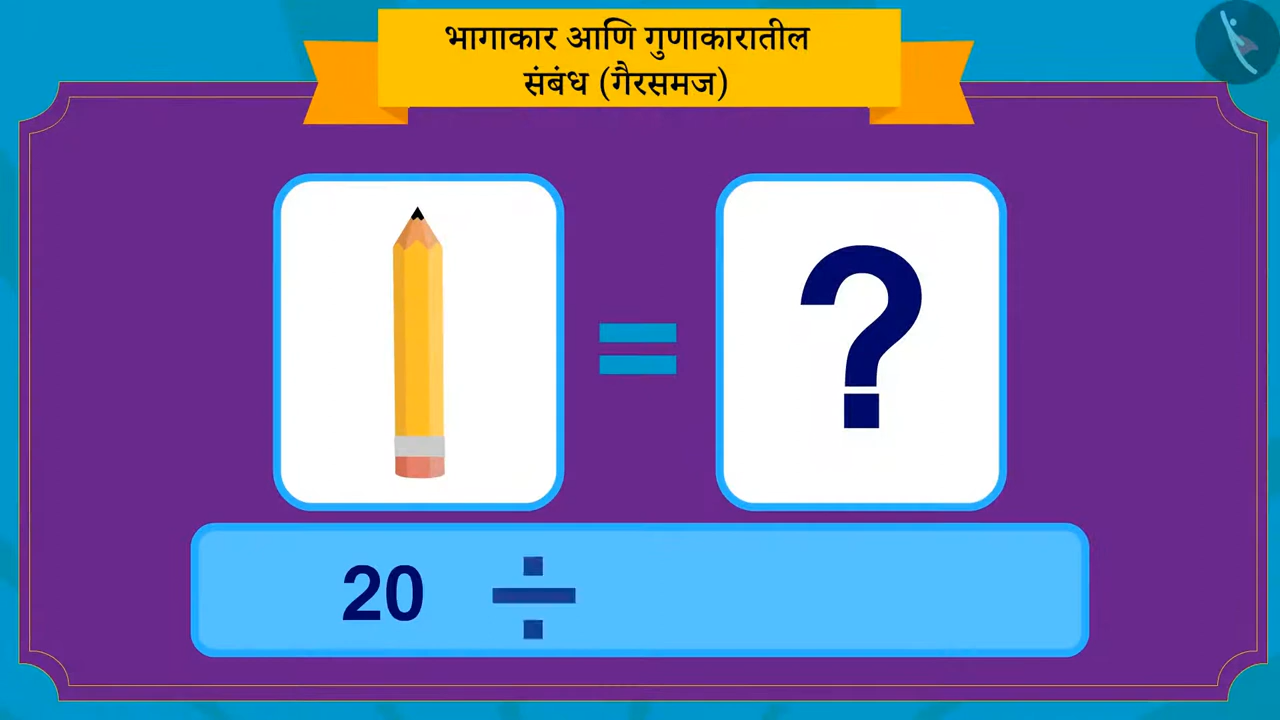 भागाकार आणि गुणाकारातील
संबंध (गैरसमज)
= ?
20 ÷